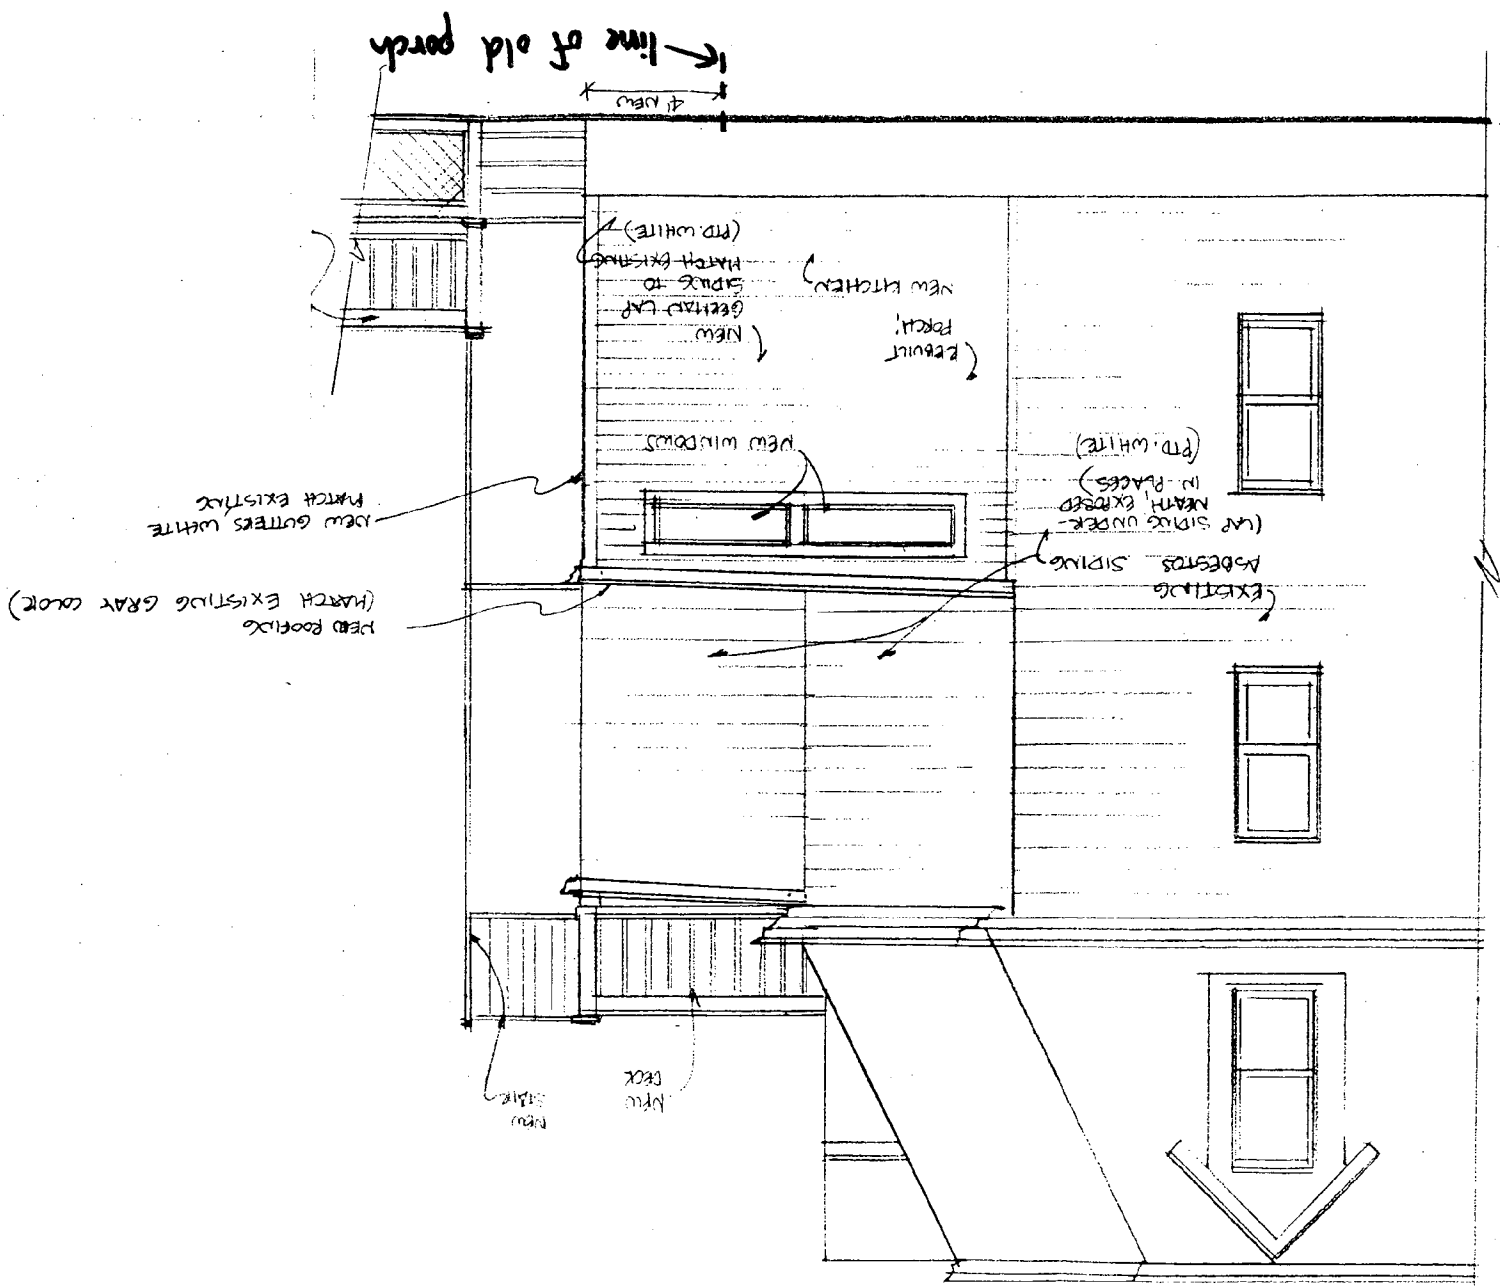 NEW
DECK
NEW
STAIR
EXISTING
ASBESTOS SIDING
(LAP SIDING UNDER-
NEATH, EXPOSED
IN PLACES)
(PTD. WHITE)
NEW ROOFING
(MATCH EXISTING GRAY COLOR)
NEW GUTTERS, WHITE
MATCH EXISTING
NEW WINDOWS
REBUILT
PORCH;
NEW KITCHEN
NEW
GERMAN LAP
SIDING TO
MATCH EXISTING
(PTD. WHITE)
4' NEW
← line of old porch